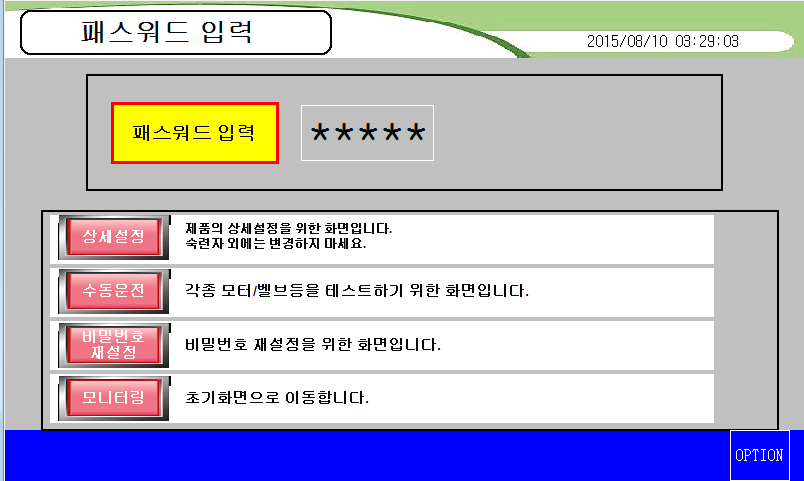 패스워드 입력
2015/08/10 03:29:03
패스워드 입력
*****
상세설정
제품의 상세설정을 위한 화면입니다.
숙련자 외에는 변경하지 마세요.
수동운전
각종 모터/벨브등을 테스트하기 위한 화면입니다.
비밀번호
재설정
비밀번호 재설정을 위한 화면입니다.
모니터링
초기화면으로 이동합니다.
OPTION